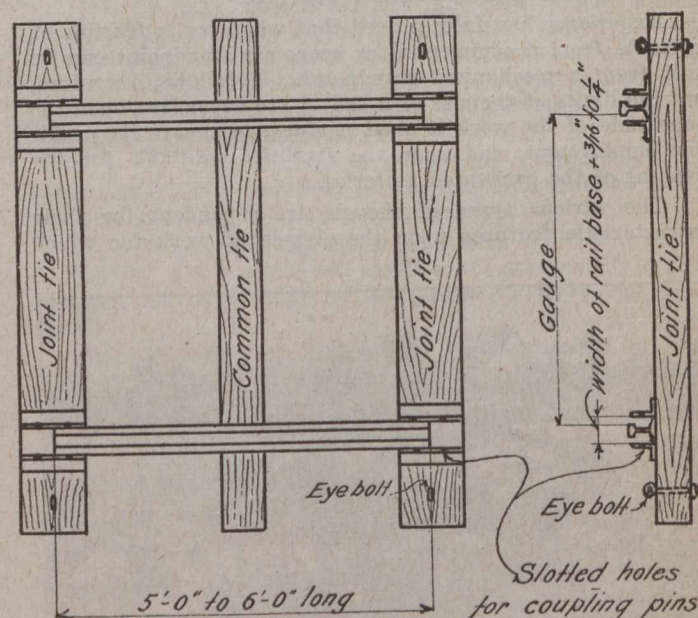 Joint tie
Common tie
Joint tie
Gauge
width of rail base + 3/16" to 1/4"
Joint tie
Eye bolt
Eye bolt
Slotted holes
for coupling pins
5'-0" to 6'-0" long